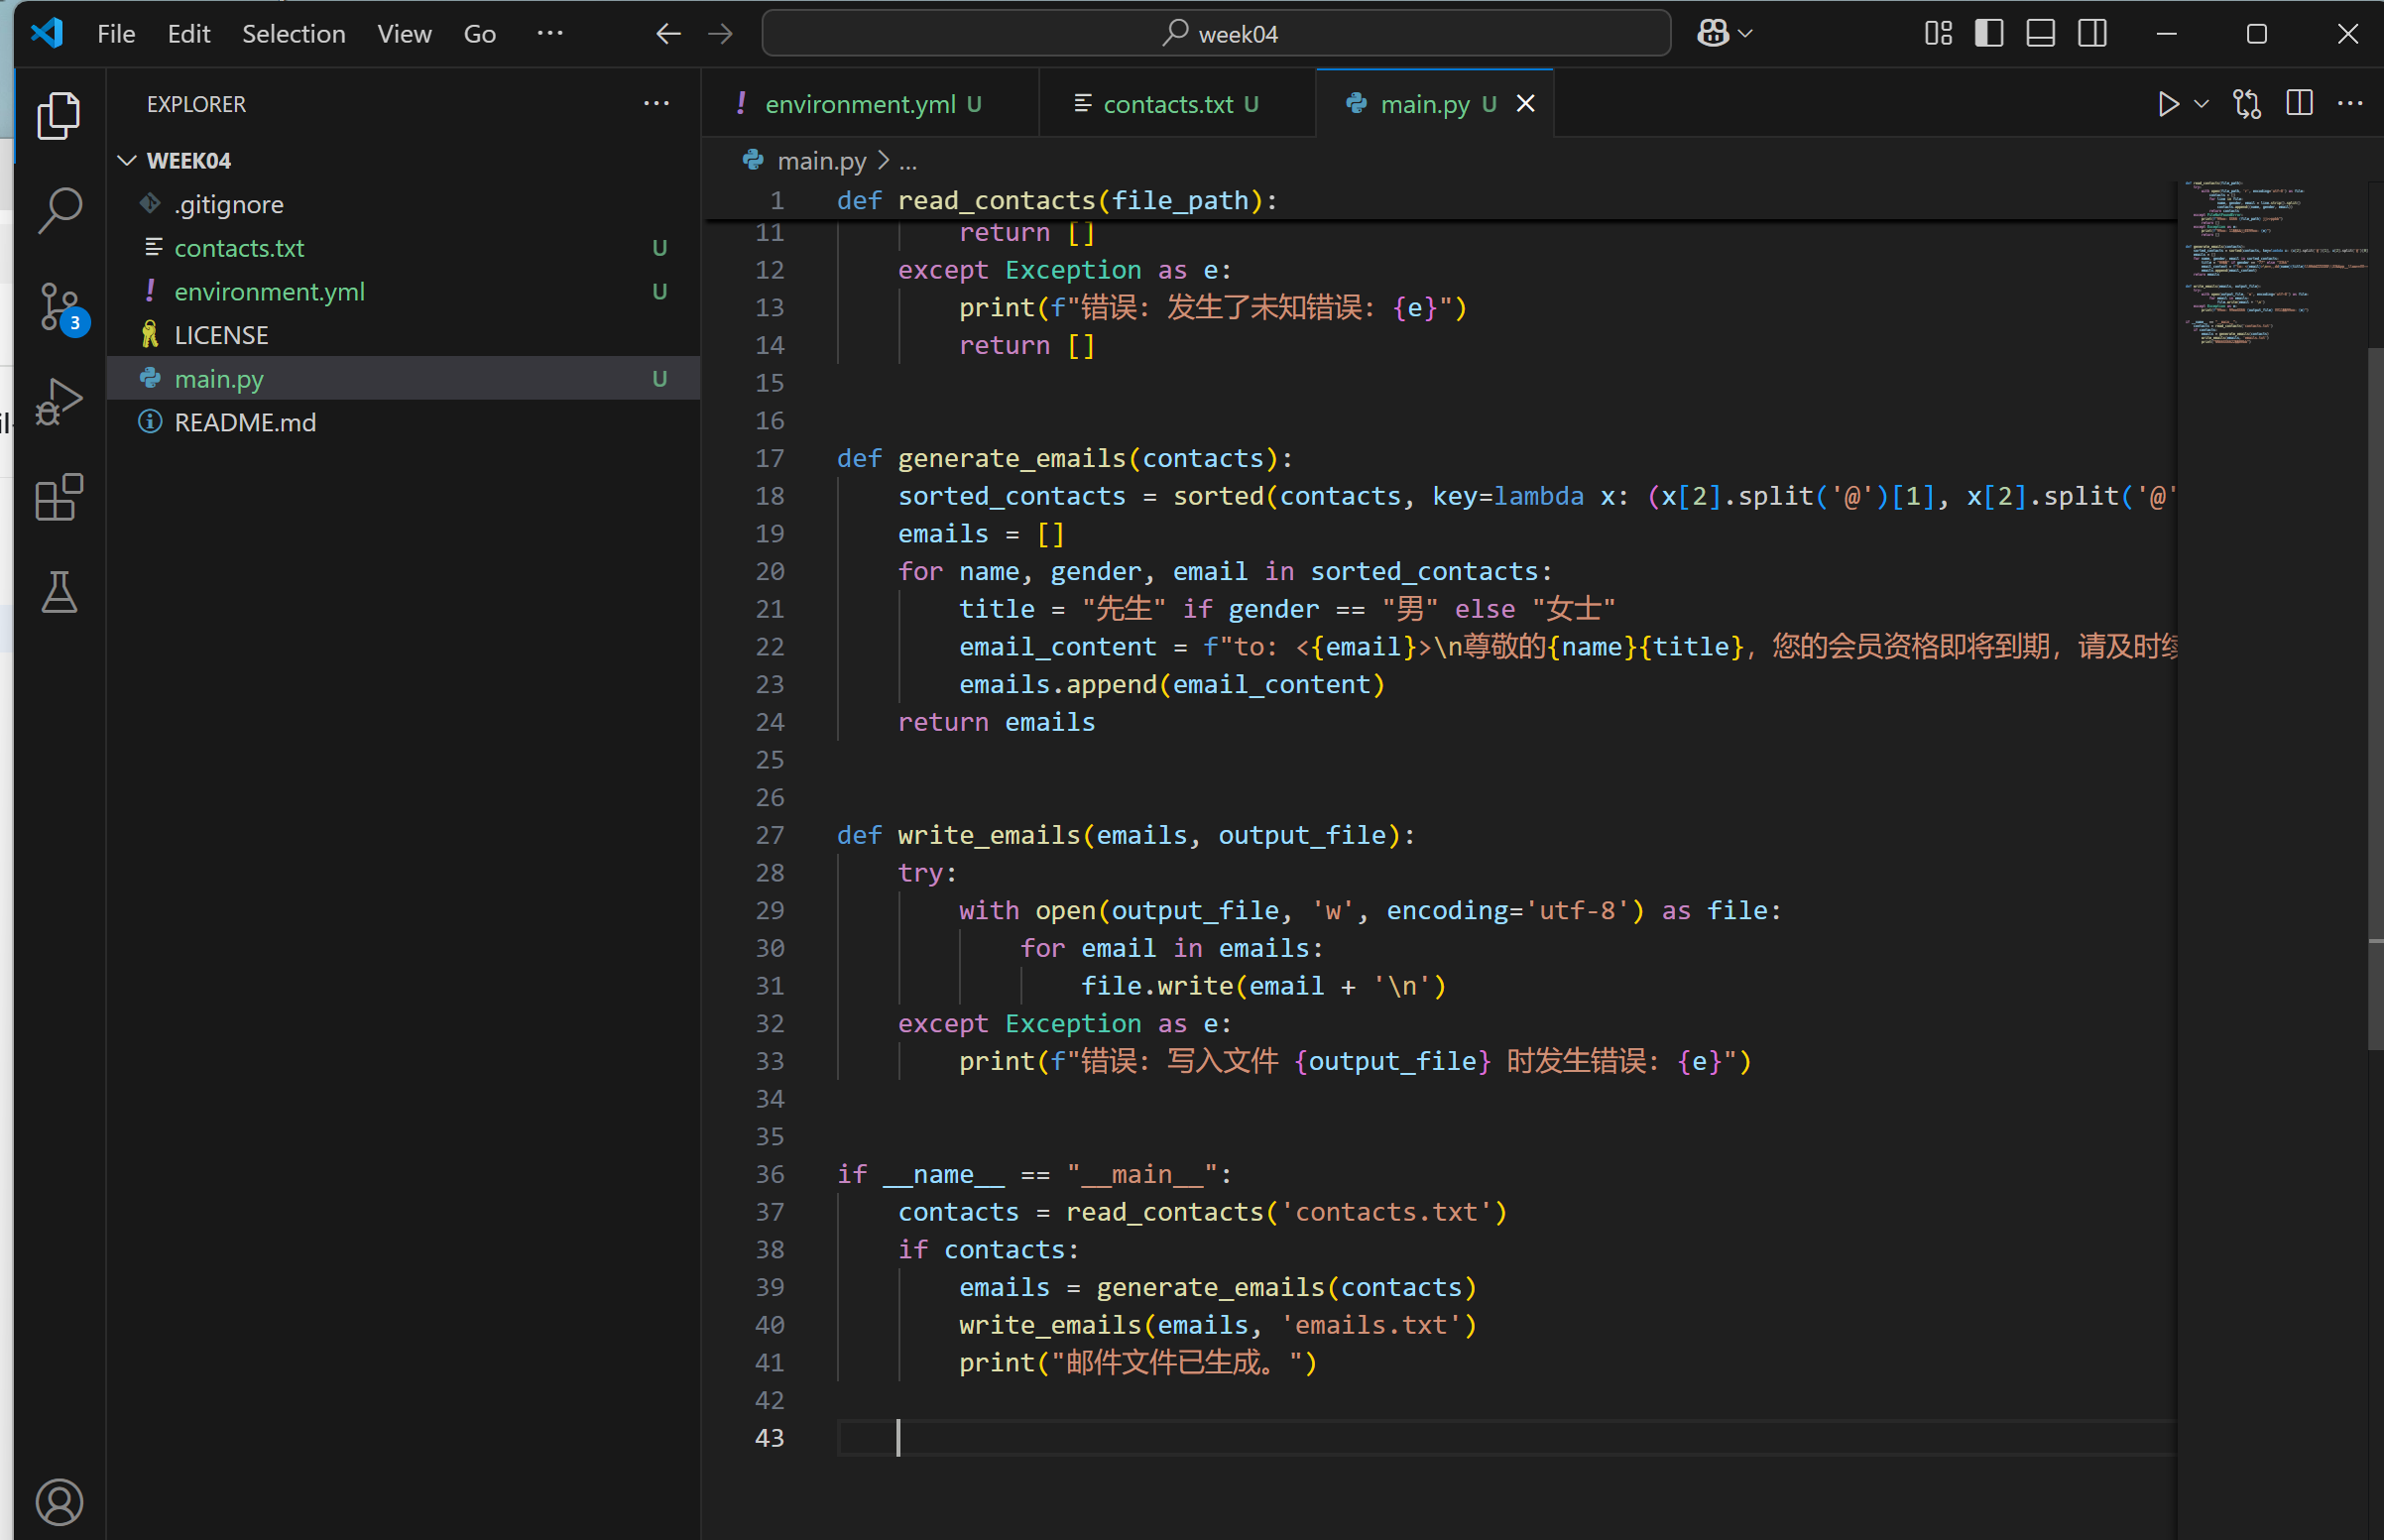 File Edit Selection View Go ... week04
EXPLORER ...
WEEK04
.gitignore
contacts.txt U
environment.yml U
LICENSE
main.py U
README.md
3
! environment.yml U contacts.txt U main.py U
main.py > ...
1 def read_contacts(file_path):
11 return []
12 except Exception as e:
13 print(f"错误: 发生了未知错误: {e}")
14 return []
15
16
17 def generate_emails(contacts):
18 sorted_contacts = sorted(contacts, key=lambda x: (x[2].split('@')[1], x[2].split('@'
19 emails = []
20 for name, gender, email in sorted_contacts:
21 title = "先生" if gender == "男" else "女士"
22 email_content = f"to: <{email}>\n尊敬的{name}{title}，您的会员资格即将到期，请及时续
23 emails.append(email_content)
24 return emails
25
26
27 def write_emails(emails, output_file):
28 try:
29 with open(output_file, 'w', encoding='utf-8') as file:
30 for email in emails:
31 file.write(email + '\n')
32 except Exception as e:
33 print(f"错误: 写入文件 {output_file} 时发生错误: {e}")
34
35
36 if __name__ == "__main__":
37 contacts = read_contacts('contacts.txt')
38 if contacts:
39 emails = generate_emails(contacts)
40 write_emails(emails, 'emails.txt')
41 print("邮件文件已生成。")
42
43